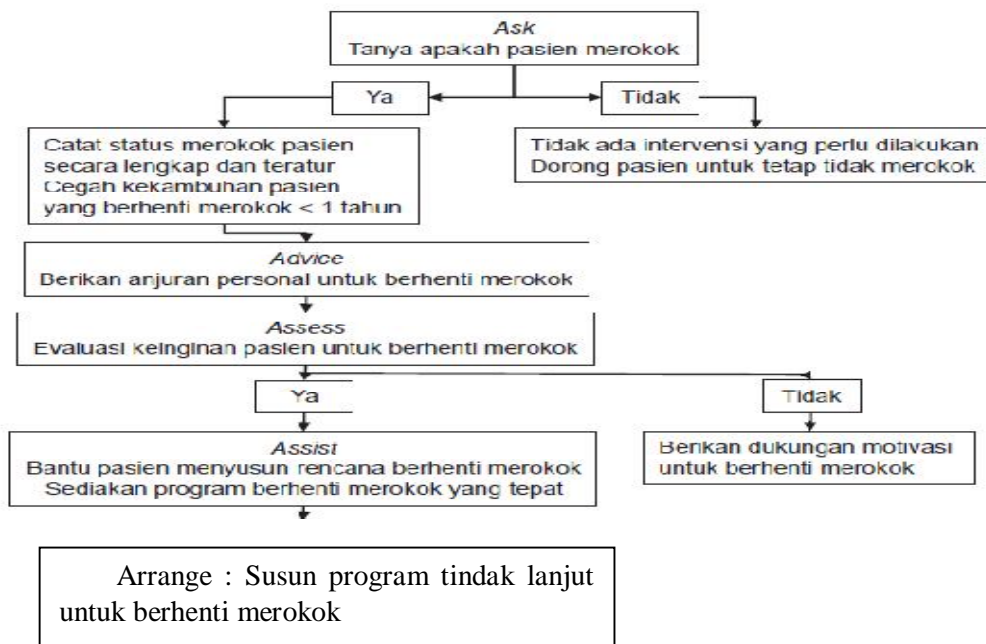 Ask
Tanya apakah pasien merokok
Ya
Tidak
Catat status merokok pasien
secara lengkap dan teratur
Cegah kekambuhan pasien
yang berhenti merokok < 1 tahun
Tidak ada intervensi yang perlu dilakukan
Dorong pasien untuk tetap tidak merokok
Advice
Berikan anjuran personal untuk berhenti merokok
Assess
Evaluasi keinginan pasien untuk berhenti merokok
Ya
Tidak
Assist
Bantu pasien menyusun rencana berhenti merokok
Sediakan program berhenti merokok yang tepat
Berikan dukungan motivasi
untuk berhenti merokok
Arrange : Susun program tindak lanjut
untuk berhenti merokok